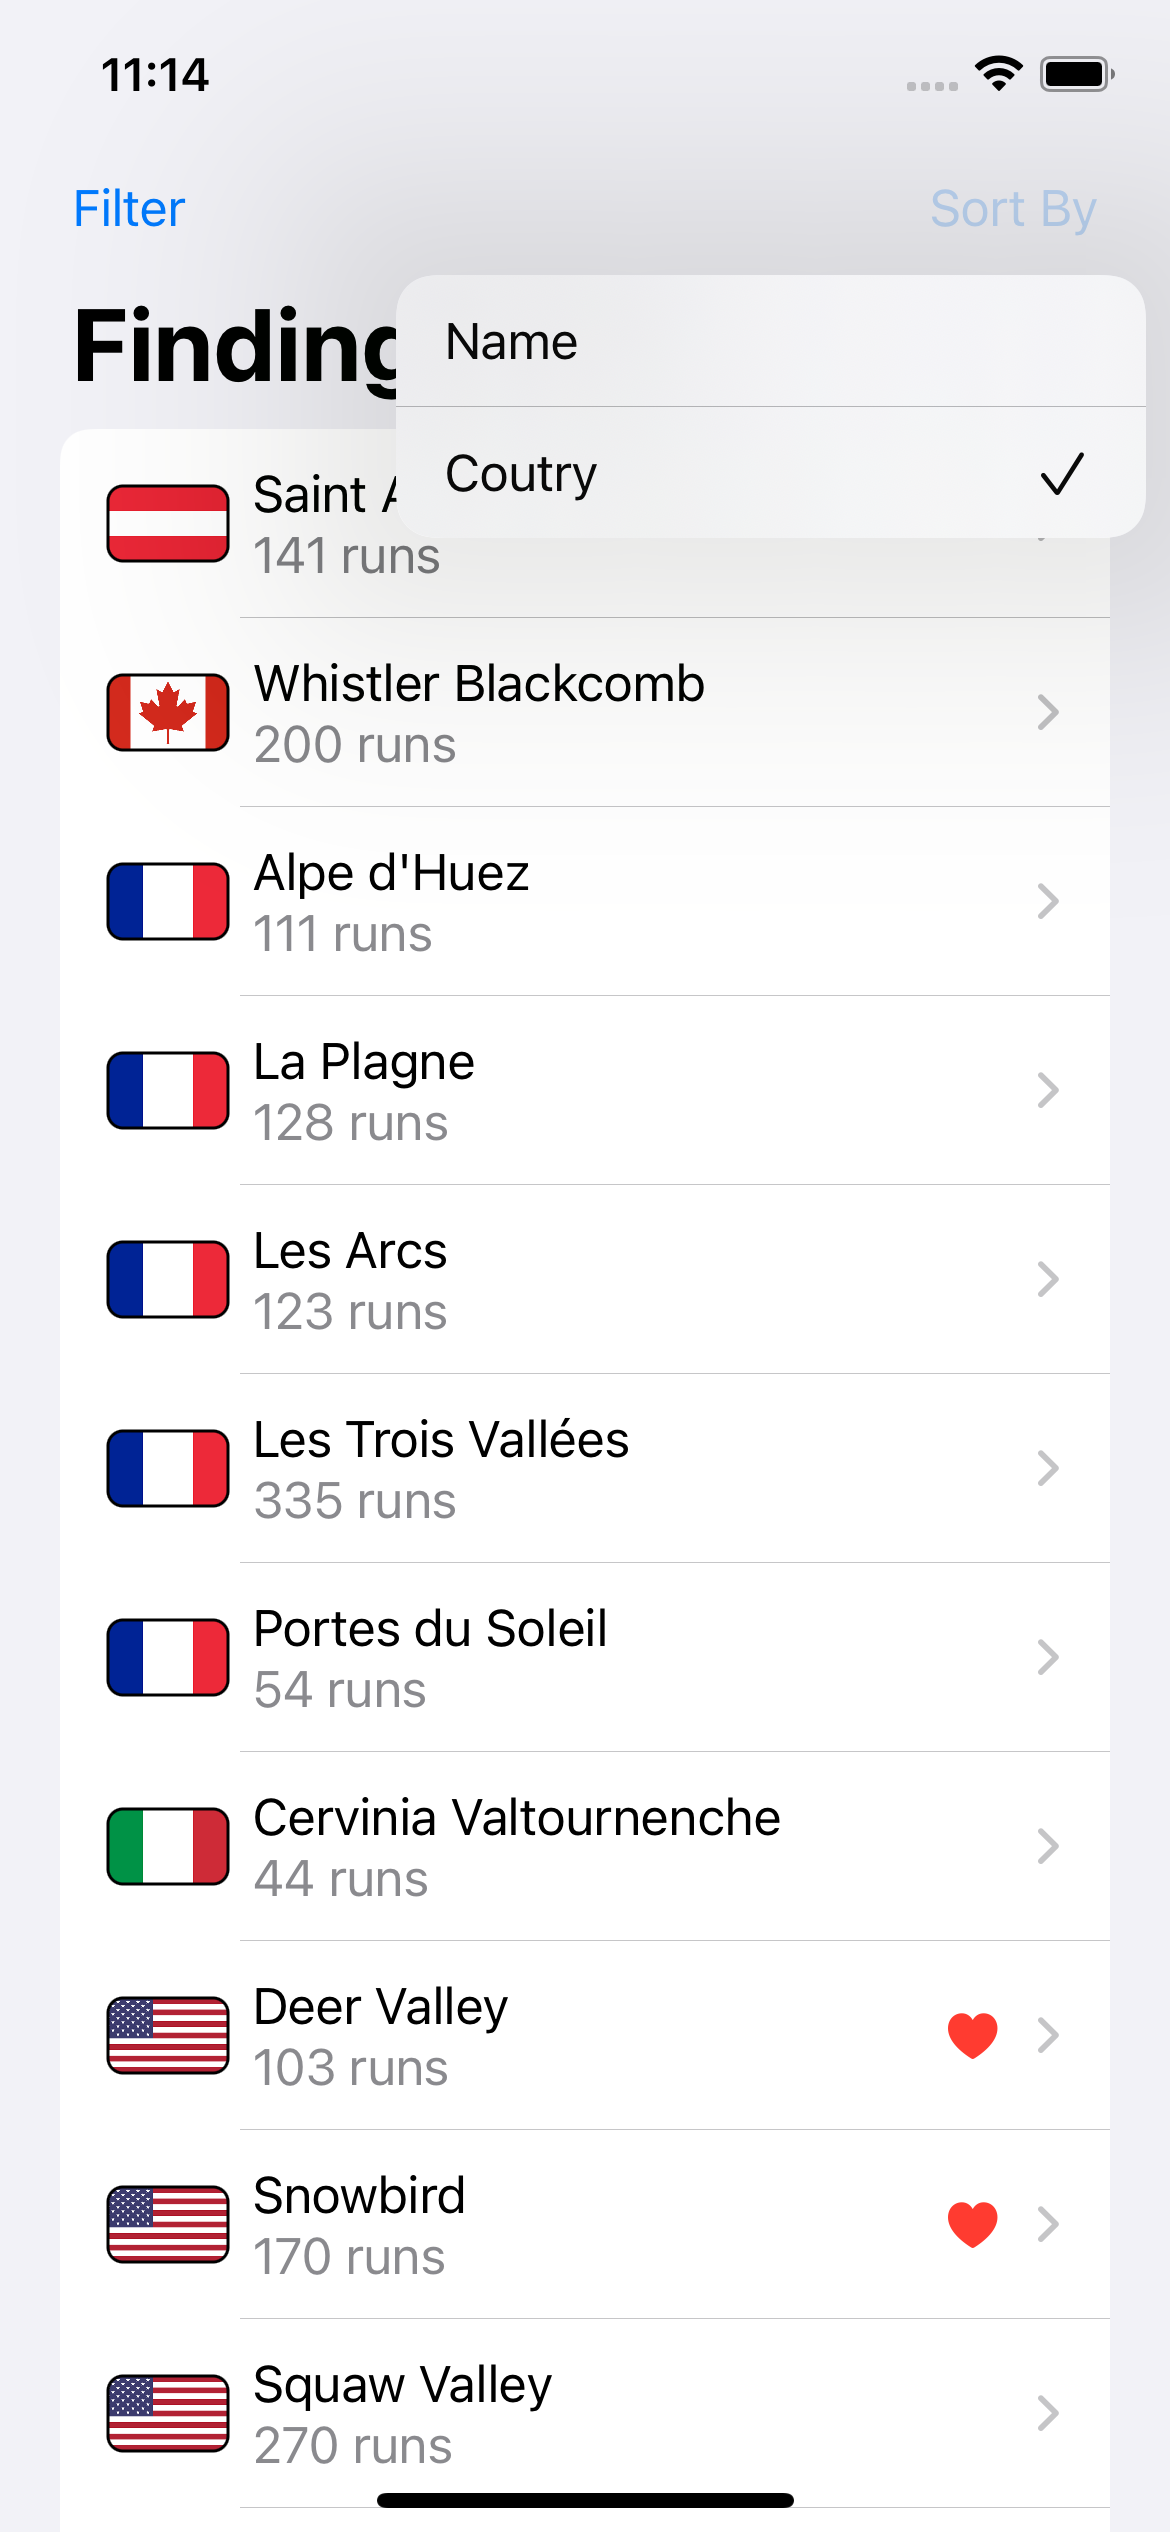 11:14
Filter
Sort By
Finding
Name
Coutry
Saint
141 runs
Whistler Blackcomb
200 runs
Alpe d'Huez
111 runs
La Plagne
128 runs
Les Arcs
123 runs
Les Trois Vallées
335 runs
Portes du Soleil
54 runs
Cervinia Valtournenche
44 runs
Deer Valley
103 runs
Snowbird
170 runs
Squaw Valley
270 runs